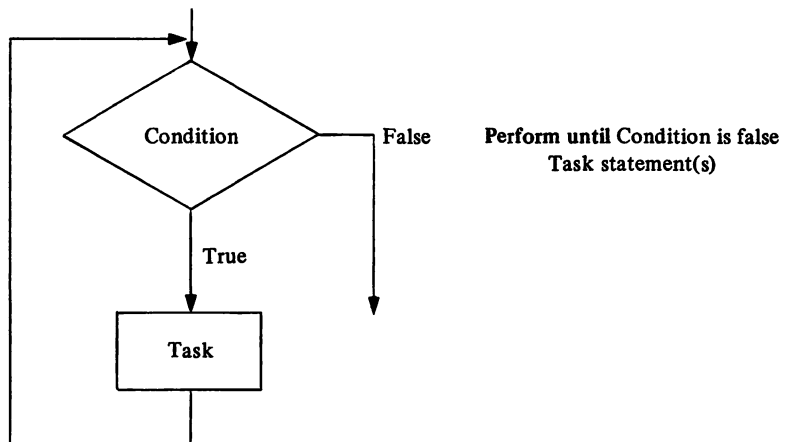 Condition
False
Perform until Condition is false
Task statement(s)
True
Task